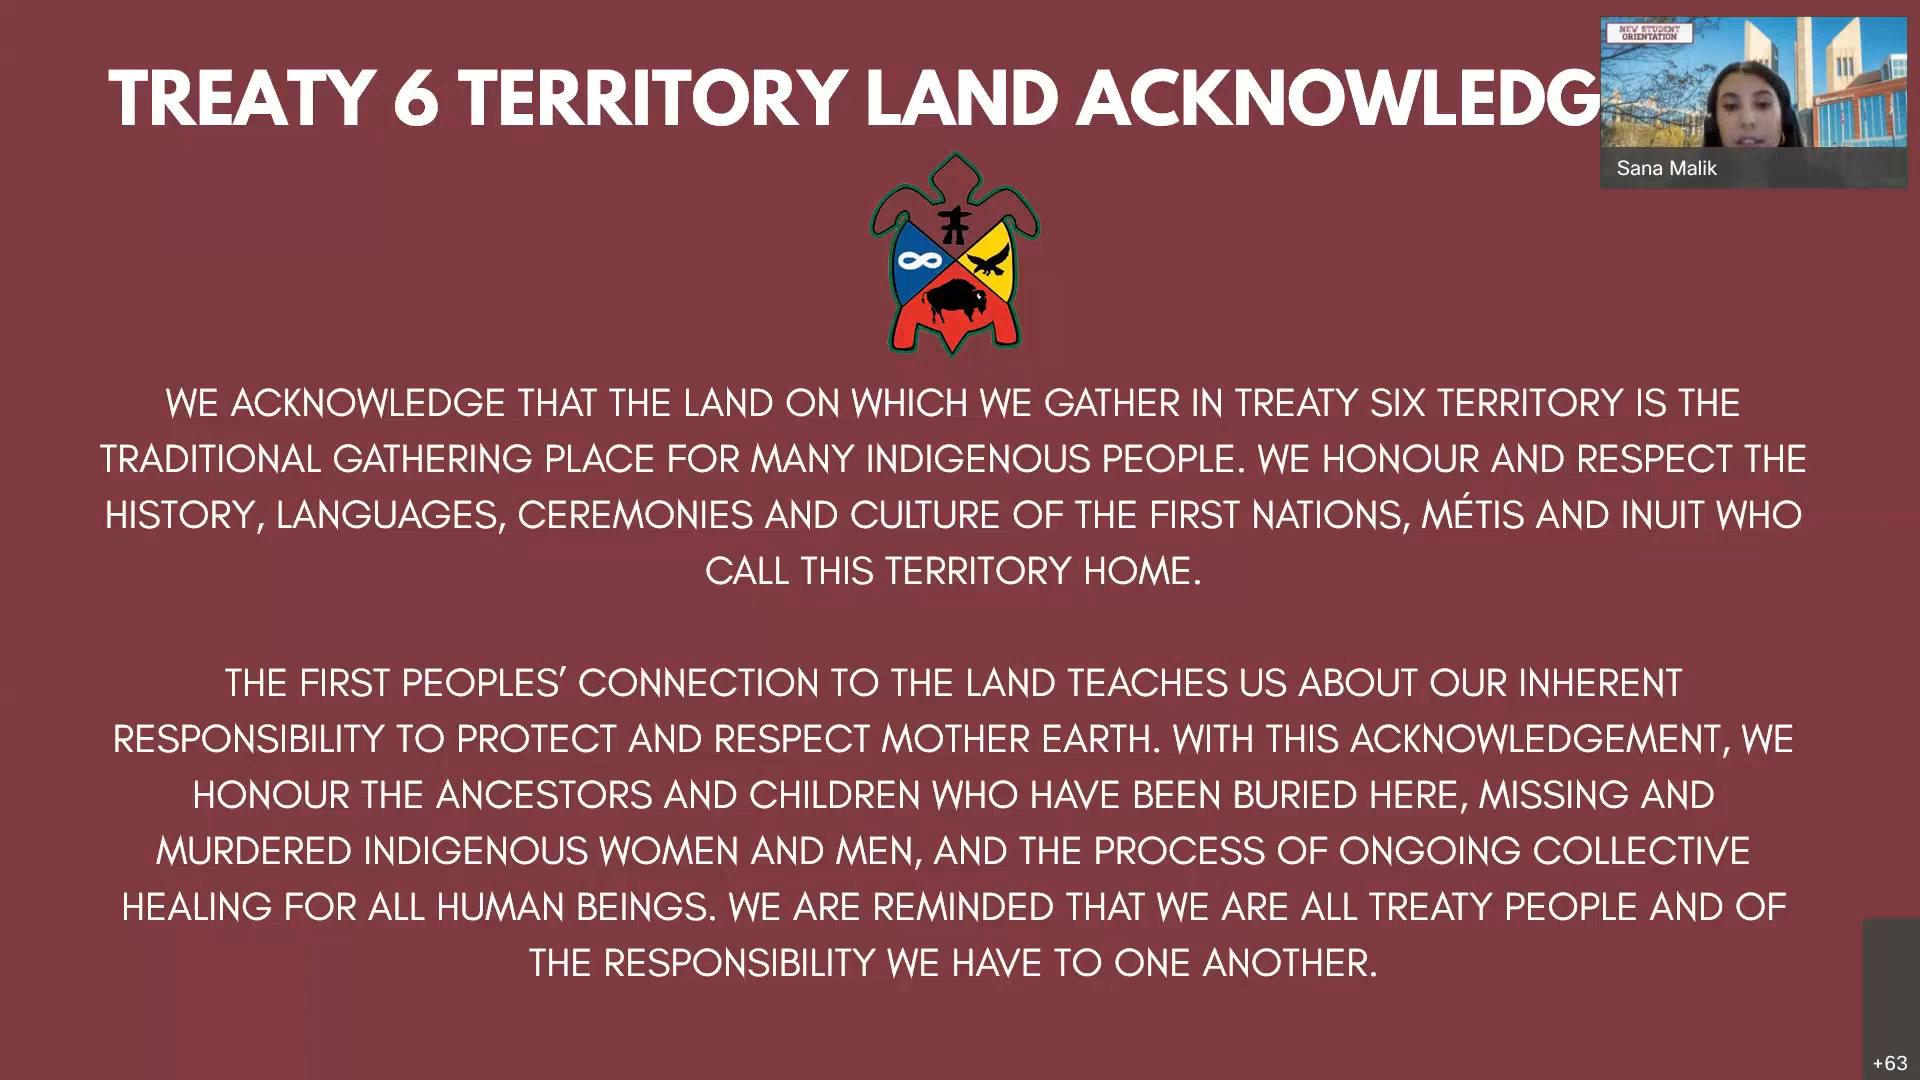 TREATY 6 TERRITORY LAND ACKNOWLEDG
NEW STUDENT
ORIENTATION
Sana Malik
WE ACKNOWLEDGE THAT THE LAND ON WHICH WE GATHER IN TREATY SIX TERRITORY IS THE
TRADITIONAL GATHERING PLACE FOR MANY INDIGENOUS PEOPLE. WE HONOUR AND RESPECT THE
HISTORY, LANGUAGES, CEREMONIES AND CULTURE OF THE FIRST NATIONS, MÉTIS AND INUIT WHO
CALL THIS TERRITORY HOME.
THE FIRST PEOPLES’ CONNECTION TO THE LAND TEACHES US ABOUT OUR INHERENT
RESPONSIBILITY TO PROTECT AND RESPECT MOTHER EARTH. WITH THIS ACKNOWLEDGEMENT, WE
HONOUR THE ANCESTORS AND CHILDREN WHO HAVE BEEN BURIED HERE, MISSING AND
MURDERED INDIGENOUS WOMEN AND MEN, AND THE PROCESS OF ONGOING COLLECTIVE
HEALING FOR ALL HUMAN BEINGS. WE ARE REMINDED THAT WE ARE ALL TREATY PEOPLE AND OF
THE RESPONSIBILITY WE HAVE TO ONE ANOTHER.
+63